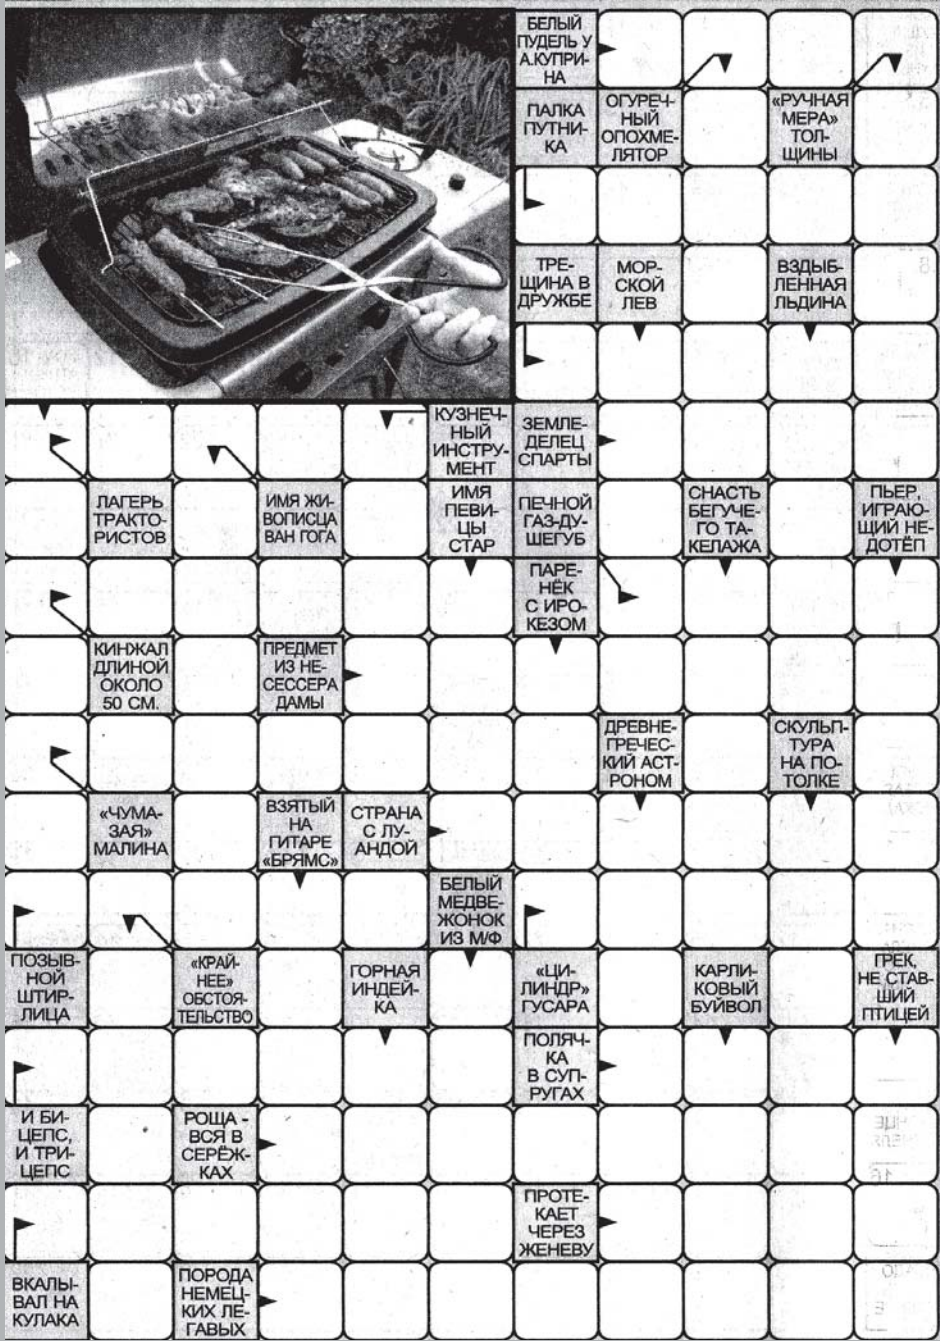 БЕЛЫЙ
ПУДЕЛЬ У
А.КУПРИ-
НА
ПАЛКА
ПУТНИ-
КА
ОГУРЕЧ-
НЫЙ
ОПОХМЕ-
ЛЯТОР
«РУЧНАЯ
МЕРА»
ТОЛ-
ЩИНЫ
ТРЕ-
ЩИНА В
ДРУЖБЕ
МОР-
СКОЙ
ЛЕВ
ВЗДЫБ-
ЛЕННАЯ
ЛЬДИНА
КУЗНЕЧ-
НЫЙ
ИНСТРУ-
МЕНТ
ЗЕМЛЕ-
ДЕЛЕЦ
СПАРТЫ
ЛАГЕРЬ
ТРАКТО-
РИСТОВ
ИМЯ ЖИ-
ВОПИСЦА
ВАН ГОГА
ИМЯ
ПЕВИ-
ЦЫ
СТАР
ПЕЧНОЙ
ГАЗ-ДУ-
ШЕГУБ
СНАСТЬ
БЕГУЧЕ-
ГО ТА-
КЕЛАЖА
ПЬЕР,
ИГРАЮ-
ЩИЙ НЕ-
ДОТЁП
ПАРЕ-
НЁК
С ИРО-
КЕЗОМ
КИНЖАЛ
ДЛИНОЙ
ОКОЛО
50 СМ.
ПРЕДМЕТ
ИЗ НЕ-
СЕССЕРА
ДАМЫ
ДРЕВНЕ-
ГРЕЧЕС-
КИЙ АСТ-
РОНОМ
СКУЛЬП-
ТУРА
НА ПО-
ТОЛКЕ
«ЧУМА-
ЗАЯ»
МАЛИНА
ВЗЯТЫЙ
НА
ГИТАРЕ
«БРЯМС»
СТРАНА
С ЛУ-
АНДОЙ
БЕЛЫЙ
МЕДВЕ-
ЖОНОК
ИЗ М/Ф
ПОЗЫВ-
НОЙ
ШТИР-
ЛИЦА
«КРАЙ-
НЕЕ»
ОБСТОЯ-
ТЕЛЬСТВО
ГОРНАЯ
ИНДЕЙ-
КА
«ЦИ-
ЛИНДР»
ГУСАРА
КАРЛИ-
КОВЫЙ
БУЙВОЛ
ГРЕК,
НЕ СТАВ-
ШИЙ
ПТИЦЕЙ
ПОЛЯЧ-
КА
В СУП-
РУГАХ
И БИ-
ЦЕПС,
И ТРИ-
ЦЕПС
РОЩА -
ВСЯ В
СЕРЁЖ-
КАХ
ПРОТЕ-
КАЕТ
ЧЕРЕЗ
ЖЕНЕВУ
ВКАЛЫ-
ВАЛ НА
КУЛАКА
ПОРОДА
НЕМЕЦ-
КИХ ЛЕ-
ГАВЫХ